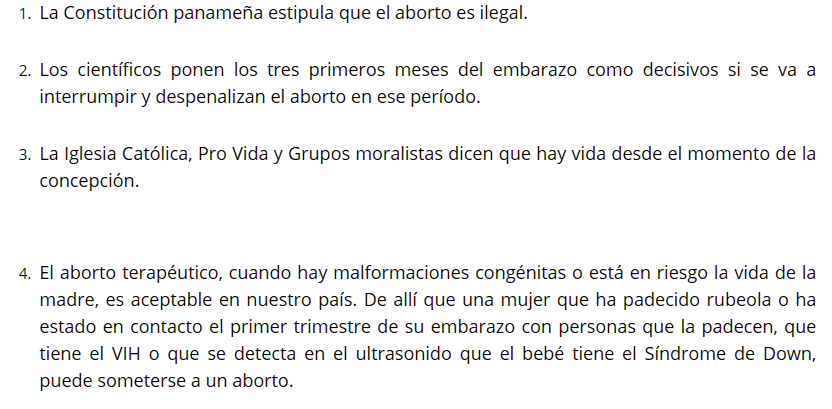 1. La Constitución panameña estipula que el aborto es ilegal.
2. Los científicos ponen los tres primeros meses del embarazo como decisivos si se va a
interrumpir y despenalizan el aborto en ese período.
3. La Iglesia Católica, Pro Vida y Grupos moralistas dicen que hay vida desde el momento de la
concepción.
4. El aborto terapéutico, cuando hay malformaciones congénitas o está en riesgo la vida de la
madre, es aceptable en nuestro país. De allí que una mujer que ha padecido rubeola o ha
estado en contacto el primer trimestre de su embarazo con personas que la padecen, que
tiene el VIH o que se detecta en el ultrasonido que el bebé tiene el Síndrome de Down,
puede someterse a un aborto.